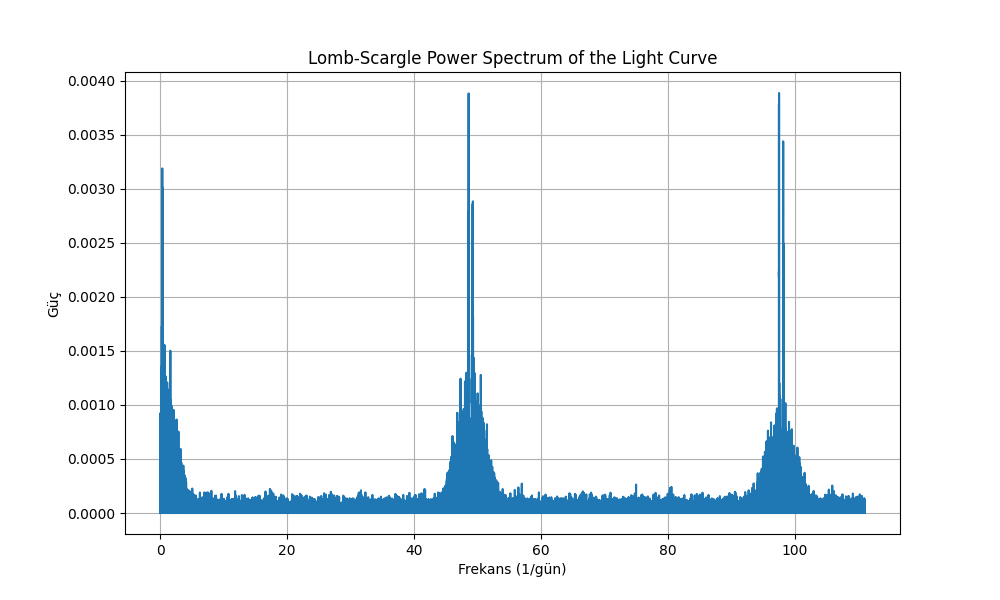 Lomb-Scargle Power Spectrum of the Light Curve
0.0040
0.0035
0.0030
0.0025
0.0020
0.0015
0.0010
0.0005
0.0000
Güç
0 20 40 60 80 100
Frekans (1/gün)